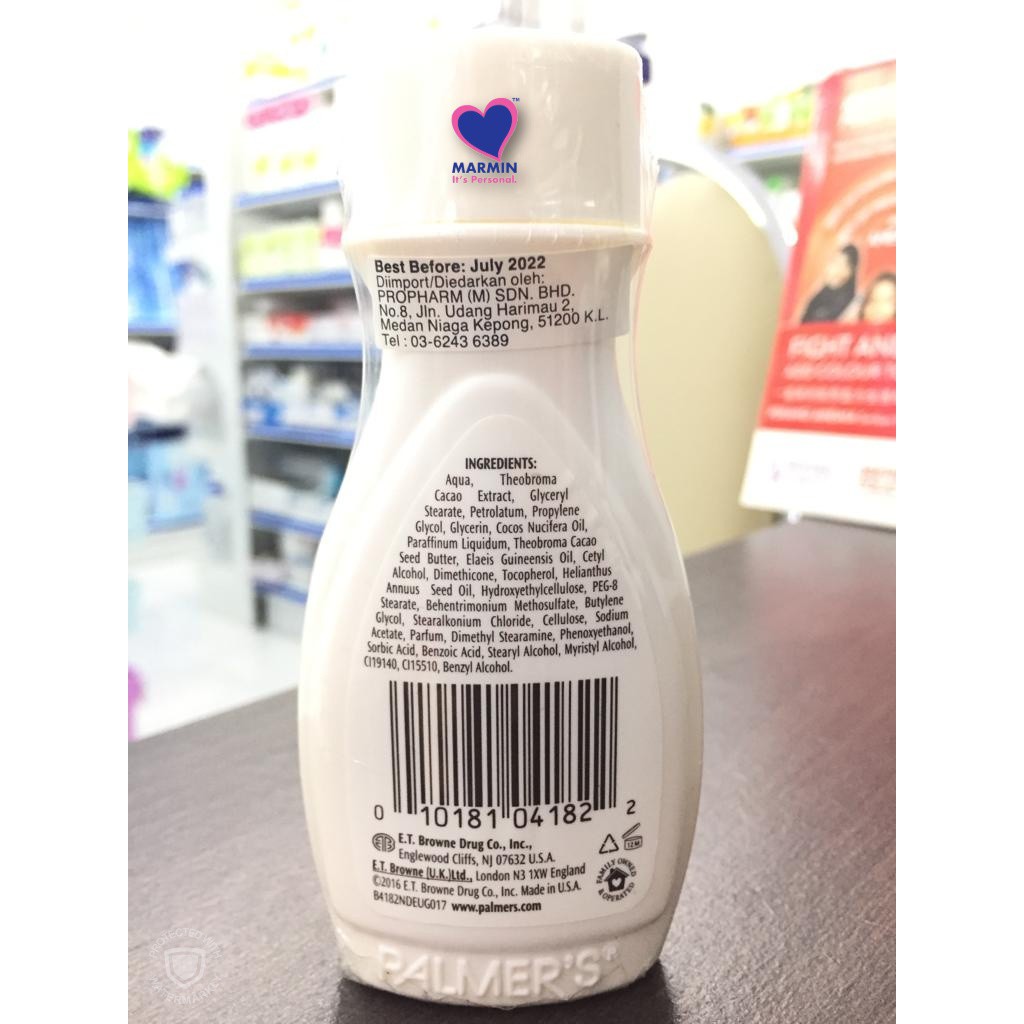 ™
MARMIN
It's Personal.
Best Before: July 2022
Diimport/Diedarkan oleh:
PROPHARM (M) SDN. BHD.
No.8, Jln. Udang Harimau 2,
Medan Niaga Kepong, 51200 K.L.
Tel : 03-6243 6389
INGREDIENTS:
Aqua, Theobroma
Cacao Extract, Glyceryl
Stearate, Petrolatum, Propylene
Glycol, Glycerin, Cocos Nucifera Oil,
Paraffinum Liquidum, Theobroma Cacao
Seed Butter, Elaeis Guineensis Oil, Cetyl
Alcohol, Dimethicone, Tocopherol, Helianthus
Annuus Seed Oil, Hydroxyethylcellulose, PEG-8
Stearate, Behentrimonium Methosulfate, Butylene
Glycol, Stearalkonium Chloride, Cellulose, Sodium
Acetate, Parfum, Dimethyl Stearamine, Phenoxyethanol,
Sorbic Acid, Benzoic Acid, Stearyl Alcohol, Myristyl Alcohol,
CI19140, CI15510, Benzyl Alcohol.
0 10181 04182 2
E.T. Browne Drug Co., Inc.,
Englewood Cliffs, NJ 07632 U.S.A.
E.T. Browne (U.K.)Ltd., London N3 1XW England
©2016 E.T. Browne Drug Co., Inc. Made in U.S.A.
B4182NDEUG017 www.palmers.com
12M
FAMILY OWNED
& OPERATED
PALMER'S®
FIGHT AN